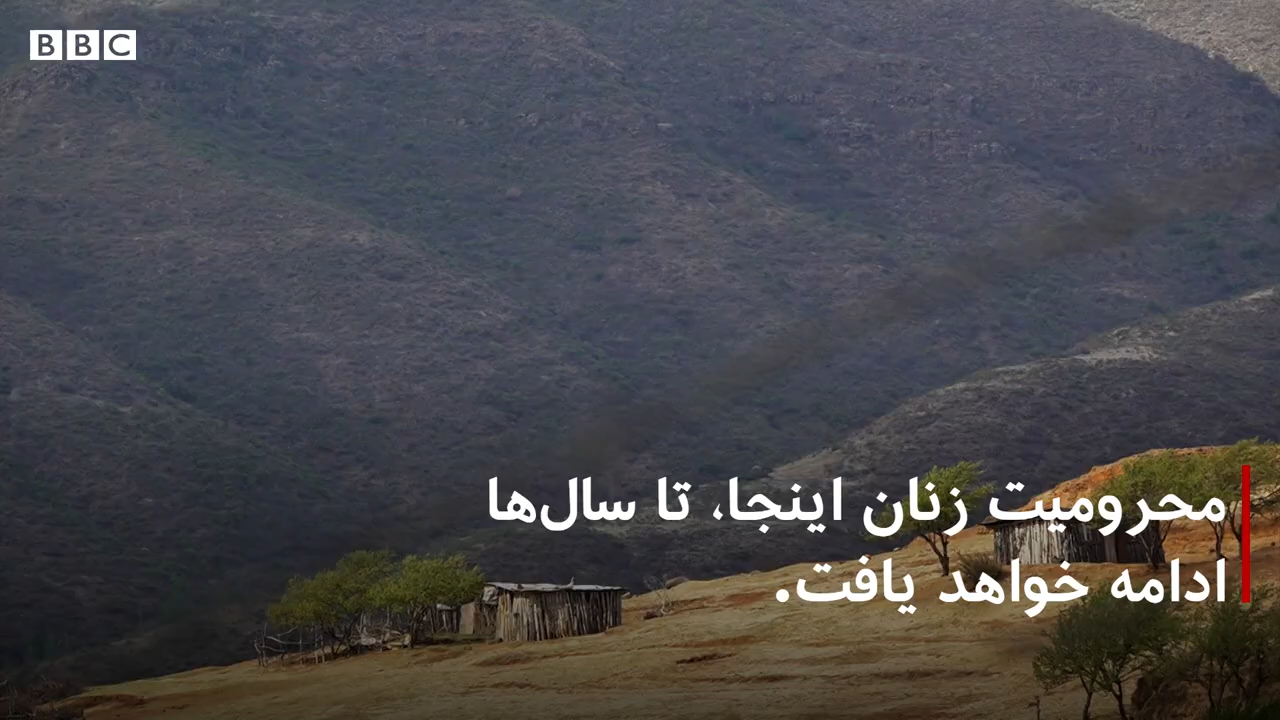 BBC
محرومیت زنان اینجا، تا سال‌ها
ادامه خواهد یافت.